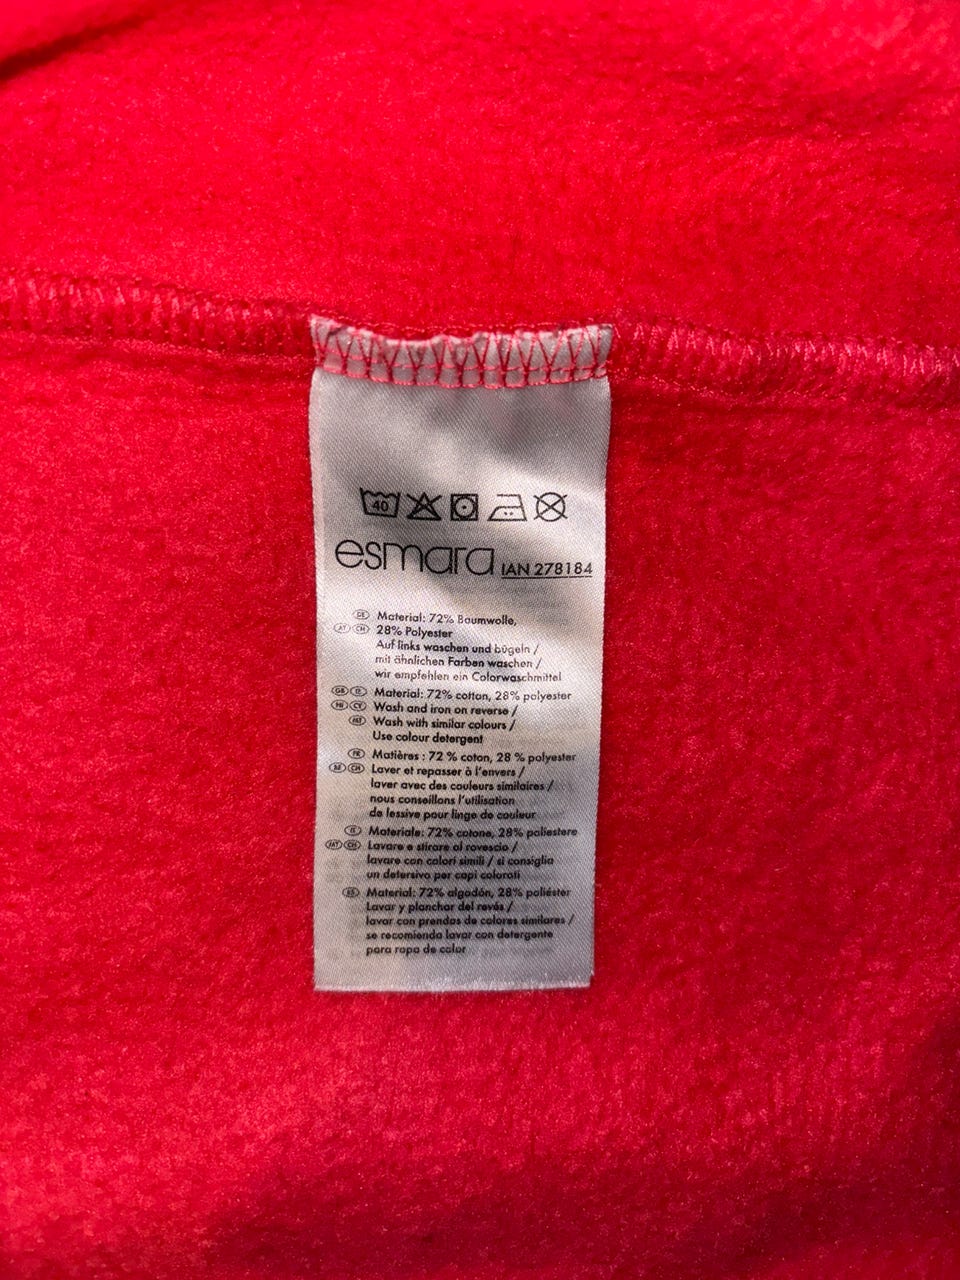 40
esmara IAN 278184
DE Material: 72% Baumwolle,
AT CH 28% Polyester
Auf links waschen und bügeln /
mit ähnlichen Farben waschen /
wir empfehlen ein Colorwaschmittel
GB IE Material: 72% cotton, 28% polyester
NI CY Wash and iron on reverse /
MT Wash with similar colours /
Use colour detergent
FR Matières : 72 % coton, 28 % polyester
BE CH Laver et repasser à l'envers /
laver avec des couleurs similaires /
nous conseillons l'utilisation
de lessive pour linge de couleur
IT Materiale: 72% cotone, 28% poliestere
MT CH Lavare e stirare al rovescio /
lavare con colori simili / si consiglia
un detersivo per capi colorati
ES Material: 72% algodón, 28% poliéster
Lavar y planchar del revés /
lavar con prendas de colores similares /
se recomienda lavar con detergente
para ropa de color